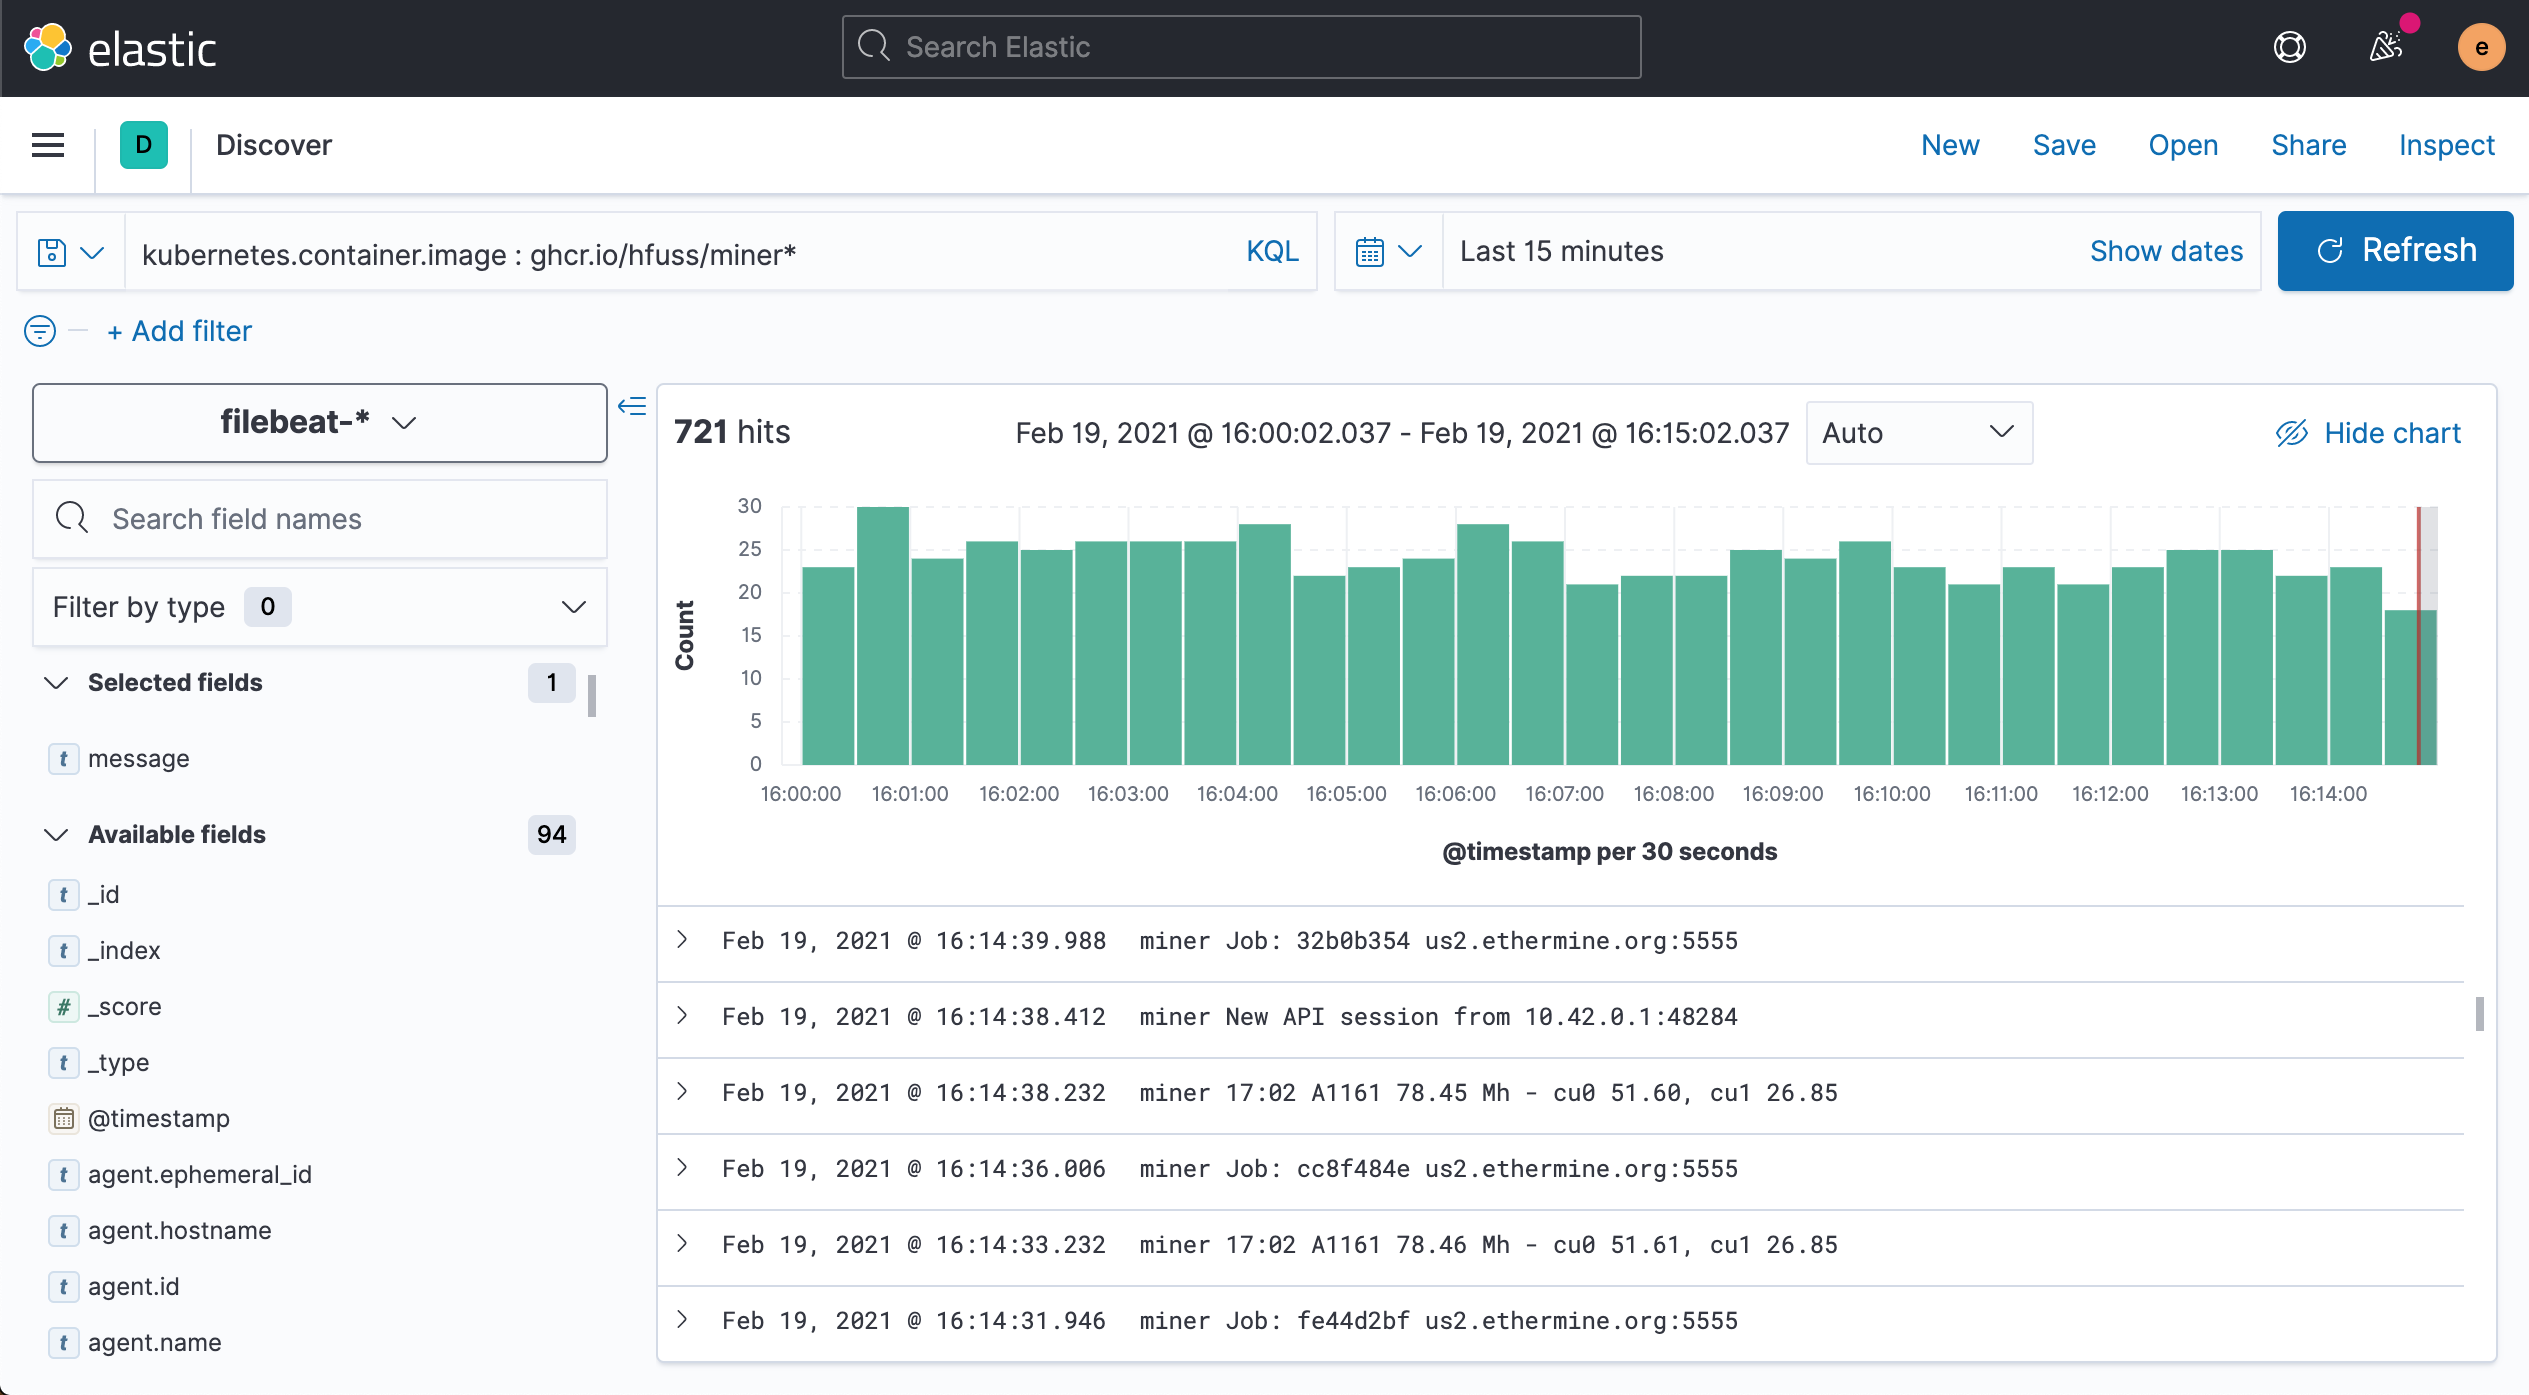 elastic
Search Elastic
e
D
Discover
New Save Open Share Inspect
kubernetes.container.image : ghcr.io/hfuss/miner* KQL
Last 15 minutes Show dates
Refresh
+ Add filter
filebeat-*
Search field names
Filter by type 0
Selected fields 1
t message
Available fields 94
t _id
t _index
# _score
t _type
@timestamp
t agent.ephemeral_id
t agent.hostname
t agent.id
t agent.name
721 hits
Feb 19, 2021 @ 16:00:02.037 - Feb 19, 2021 @ 16:15:02.037 Auto
Hide chart
Count
30
25
20
15
10
5
0
16:00:00 16:01:00 16:02:00 16:03:00 16:04:00 16:05:00 16:06:00 16:07:00 16:08:00 16:09:00 16:10:00 16:11:00 16:12:00 16:13:00 16:14:00
@timestamp per 30 seconds
Feb 19, 2021 @ 16:14:39.988 miner Job: 32b0b354 us2.ethermine.org:5555
Feb 19, 2021 @ 16:14:38.412 miner New API session from 10.42.0.1:48284
Feb 19, 2021 @ 16:14:38.232 miner 17:02 A1161 78.45 Mh - cu0 51.60, cu1 26.85
Feb 19, 2021 @ 16:14:36.006 miner Job: cc8f484e us2.ethermine.org:5555
Feb 19, 2021 @ 16:14:33.232 miner 17:02 A1161 78.46 Mh - cu0 51.61, cu1 26.85
Feb 19, 2021 @ 16:14:31.946 miner Job: fe44d2bf us2.ethermine.org:5555